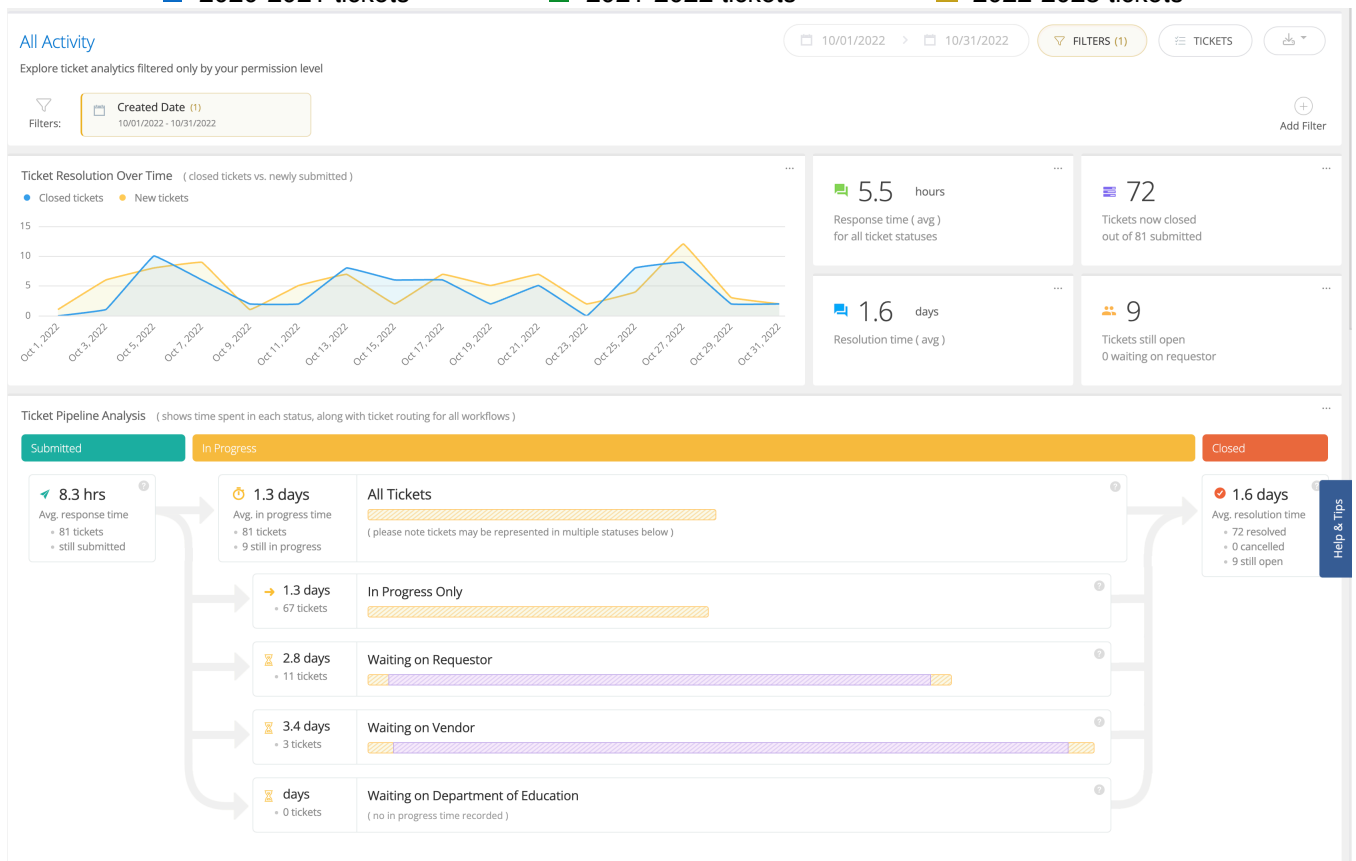 2020-2021 tickets 2021-2022 tickets 2022-2023 tickets
All Activity
10/01/2022 > 10/31/2022
FILTERS (1)
TICKETS
Explore ticket analytics filtered only by your permission level
Filters:
Created Date (1)
10/01/2022 - 10/31/2022
Add Filter
Ticket Resolution Over Time ( closed tickets vs. newly submitted )
...
Closed tickets New tickets
15
10
5
0
Oct 1, 2022
Oct 3, 2022
Oct 5, 2022
Oct 7, 2022
Oct 9, 2022
Oct 11, 2022
Oct 13, 2022
Oct 15, 2022
Oct 17, 2022
Oct 19, 2022
Oct 21, 2022
Oct 23, 2022
Oct 25, 2022
Oct 27, 2022
Oct 29, 2022
Oct 31, 2022
...
5.5 hours
Response time ( avg )
for all ticket statuses
...
72
Tickets now closed
out of 81 submitted
...
1.6 days
Resolution time ( avg )
...
9
Tickets still open
0 waiting on requestor
Ticket Pipeline Analysis ( shows time spent in each status, along with ticket routing for all workflows )
...
Submitted
In Progress
Closed
8.3 hrs
?
Avg. response time
81 tickets
still submitted
1.3 days
Avg. in progress time
81 tickets
9 still in progress
All Tickets
?
( please note tickets may be represented in multiple statuses below )
1.6 days
?
Avg. resolution time
72 resolved
0 cancelled
9 still open
Help & Tips
1.3 days
67 tickets
In Progress Only
?
2.8 days
11 tickets
Waiting on Requestor
?
3.4 days
3 tickets
Waiting on Vendor
?
days
0 tickets
Waiting on Department of Education
?
( no in progress time recorded )